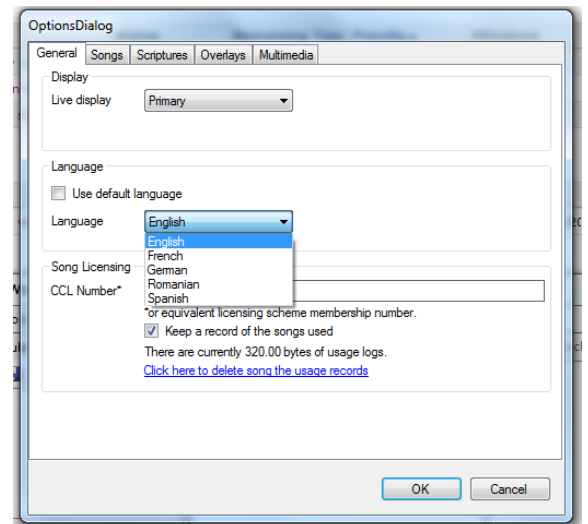 OptionsDialog
General Songs Scriptures Overlays Multimedia
Display
Live display Primary
Language
Use default language
Language English
English
French
German
Romanian
Spanish
Song Licensing
CCL Number*
*or equivalent licensing scheme membership number.
Keep a record of the songs used
There are currently 320.00 bytes of usage logs.
Click here to delete song the usage records
OK Cancel